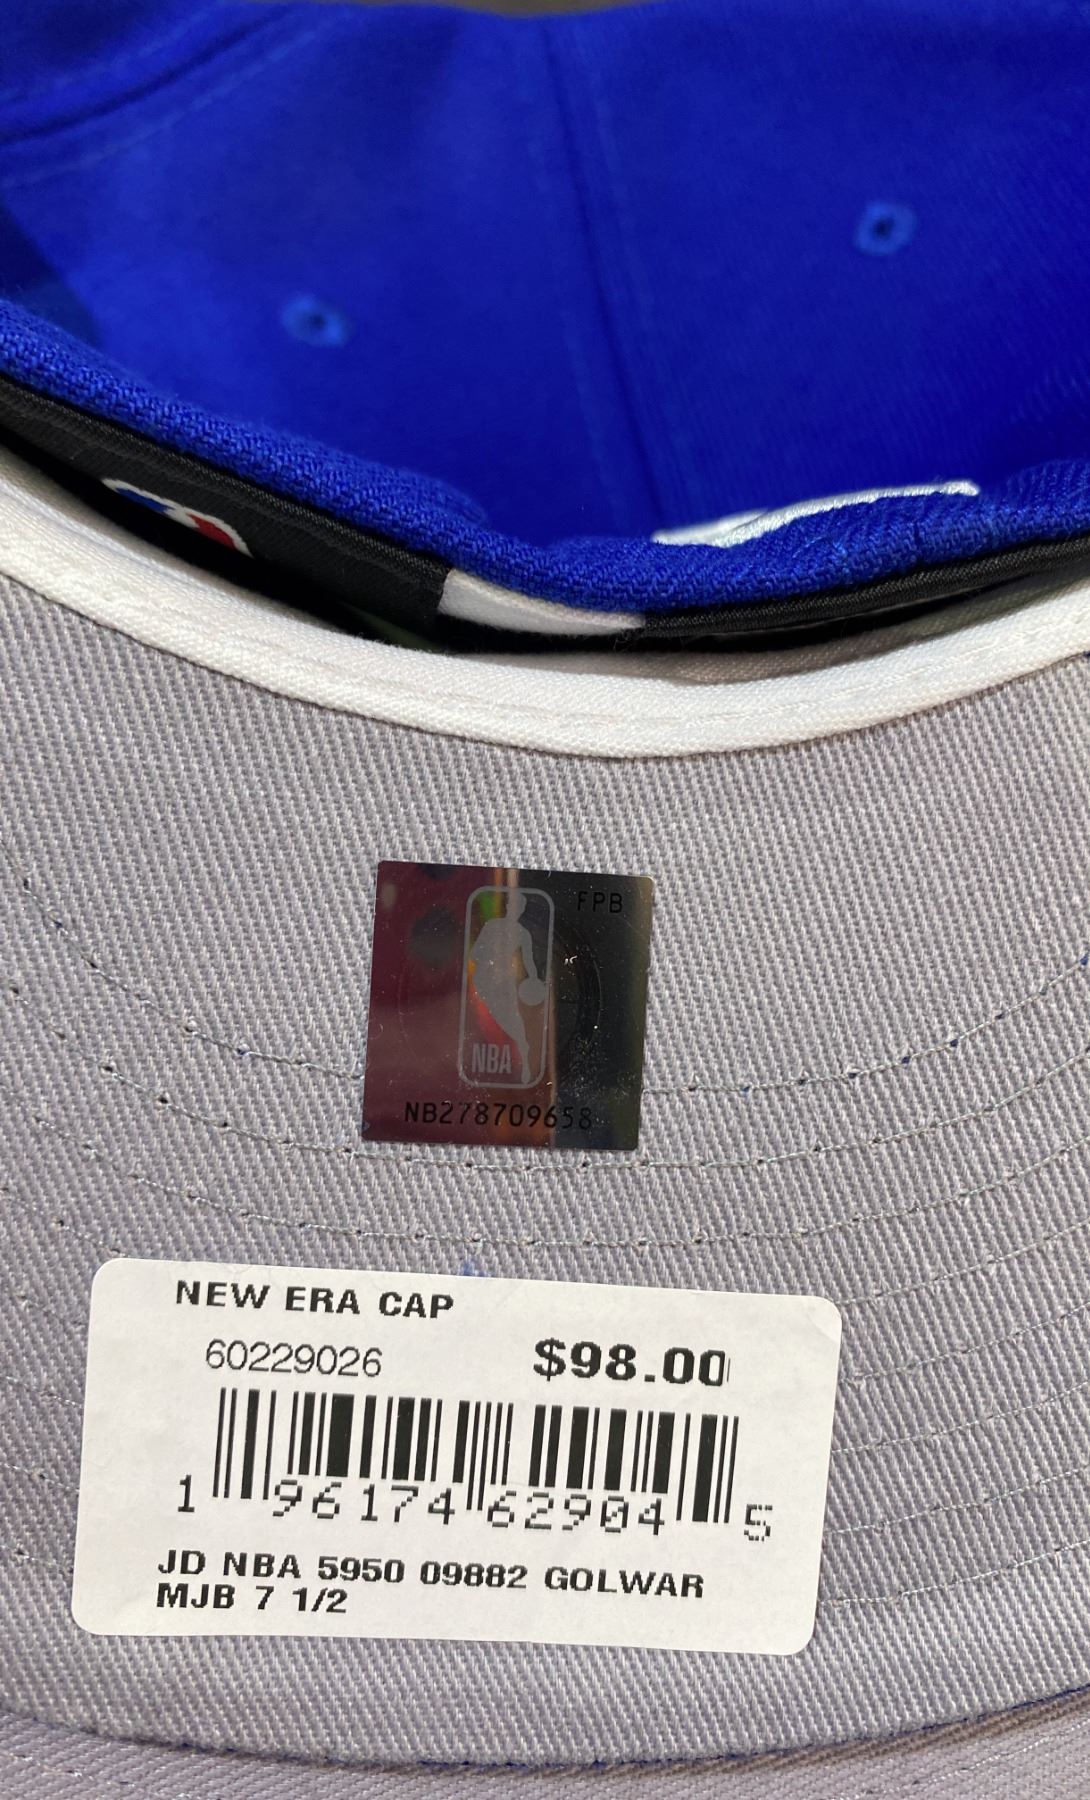 FPB
NBA
NB278709658
NEW ERA CAP
60229026 $98.00
1 96174 62904 5
JD NBA 5950 09882 GOLWAR
MJB 7 1/2